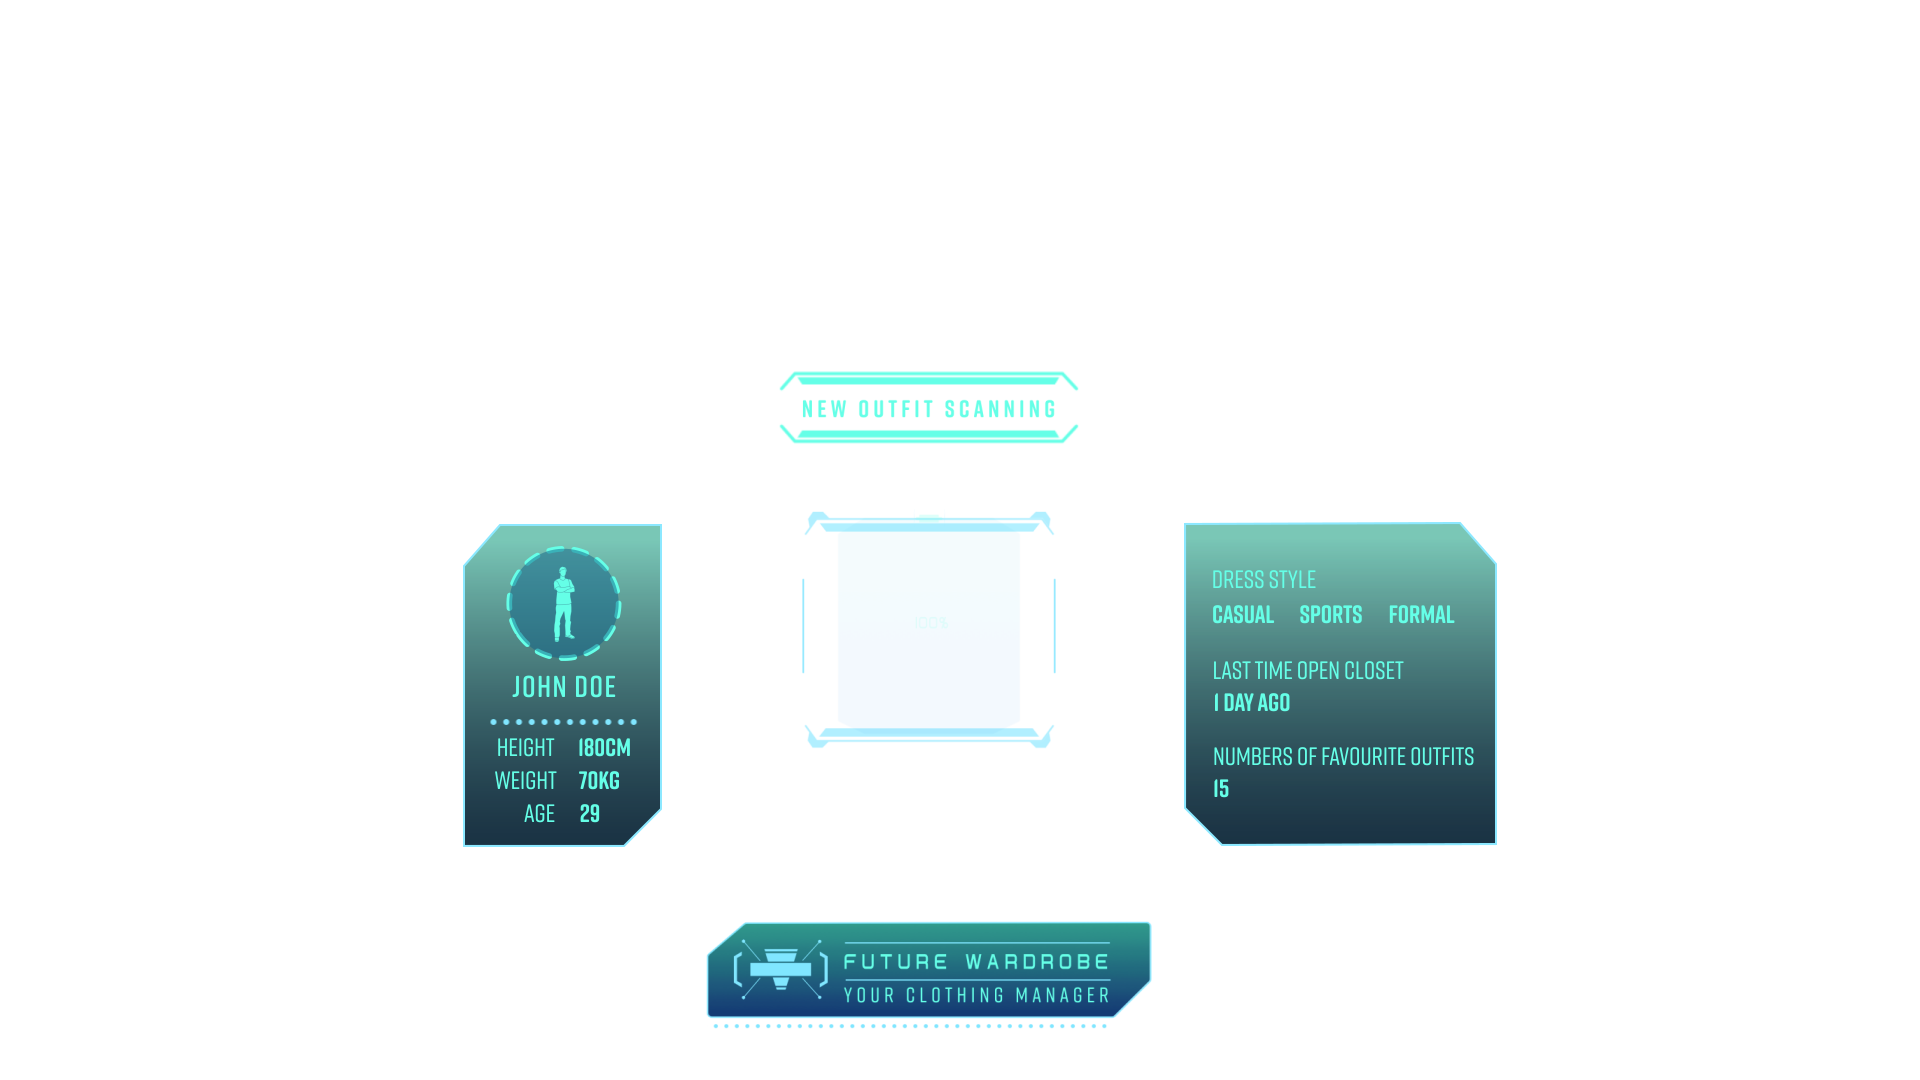 NEW OUTFIT SCANNING
JOHN DOE
HEIGHT 180CM
WEIGHT 70KG
AGE 29
100%
DRESS STYLE
CASUAL SPORTS FORMAL
LAST TIME OPEN CLOSET
1 DAY AGO
NUMBERS OF FAVOURITE OUTFITS
15
FUTURE WARDROBE
YOUR CLOTHING MANAGER